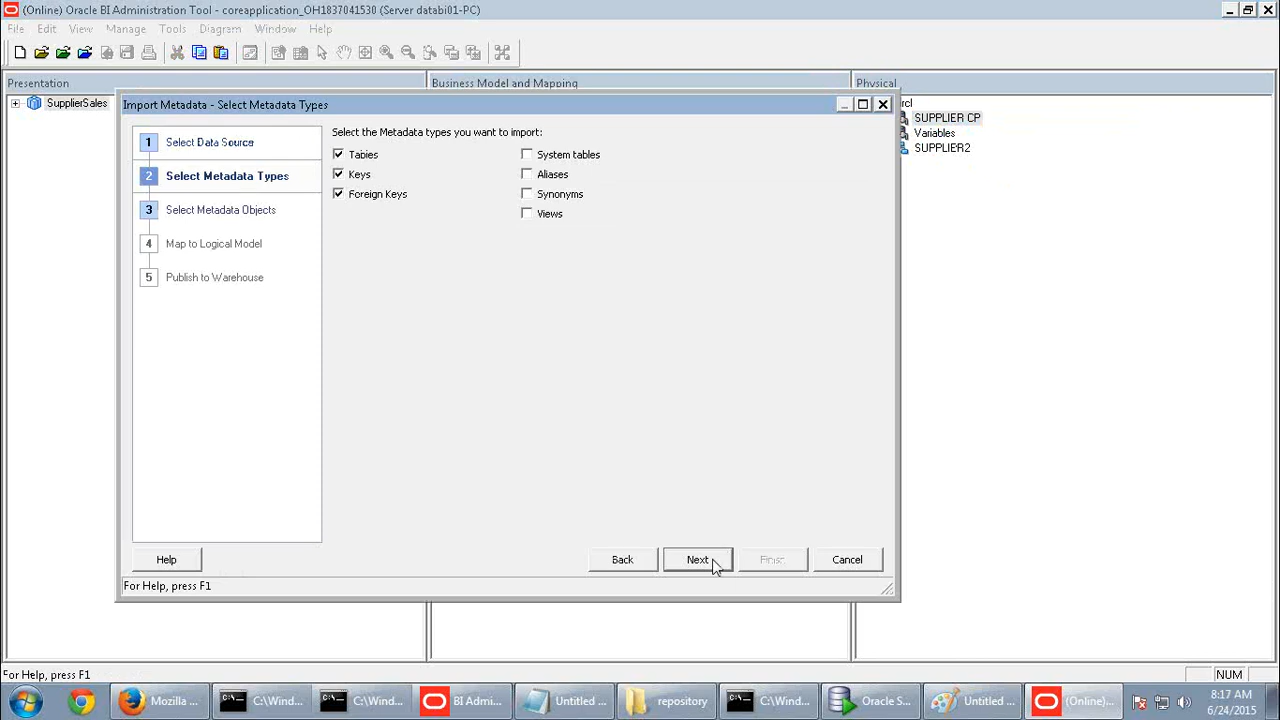 (Online) Oracle BI Administration Tool - coreapplication_OH1837041530 (Server databi01-PC)
File Edit View Manage Tools Diagram Window Help
Presentation
Business Model and Mapping
Physical
SupplierSales
rcl
SUPPLIER CP
Variables
SUPPLIER2
Import Metadata - Select Metadata Types
1 Select Data Source
2 Select Metadata Types
3 Select Metadata Objects
4 Map to Logical Model
5 Publish to Warehouse
Select the Metadata types you want to import:
Tables
Keys
Foreign Keys
System tables
Aliases
Synonyms
Views
Help
Back
Next
Finish
Cancel
For Help, press F1
For Help, press F1
NUM
Mozilla ...
C:\Wind...
C:\Wind...
BI Admi...
Untitled ...
repository
C:\Wind...
Oracle S...
Untitled ...
(Online)...
8:17 AM
6/24/2015